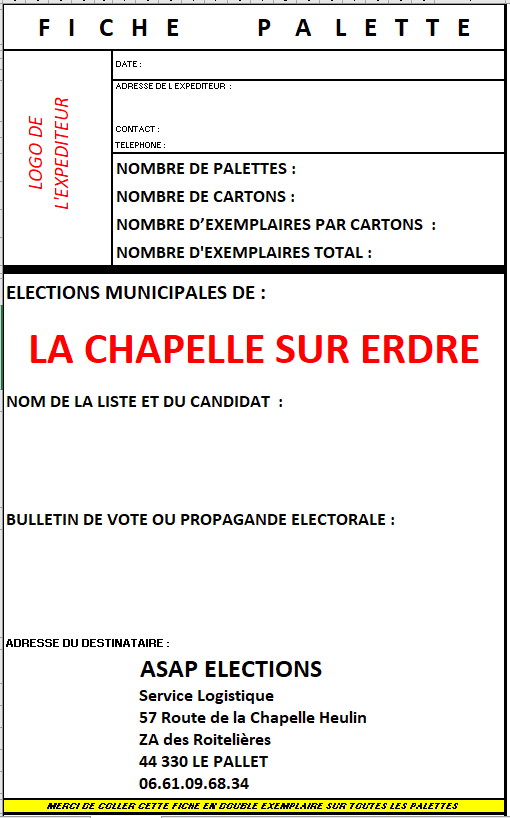 FICHE PALETTE
LOGO DE
L'EXPEDITEUR
DATE :
ADRESSE DE L EXPEDITEUR :
CONTACT :
TELEPHONE :
NOMBRE DE PALETTES :
NOMBRE DE CARTONS :
NOMBRE D’EXEMPLAIRES PAR CARTONS :
NOMBRE D'EXEMPLAIRES TOTAL :
ELECTIONS MUNICIPALES DE :
LA CHAPELLE SUR ERDRE
NOM DE LA LISTE ET DU CANDIDAT :
BULLETIN DE VOTE OU PROPAGANDE ELECTORALE :
ADRESSE DU DESTINATAIRE :
ASAP ELECTIONS
Service Logistique
57 Route de la Chapelle Heulin
ZA des Roitelières
44 330 LE PALLET
06.61.09.68.34
MERCI DE COLLER CETTE FICHE EN DOUBLE EXEMPLAIRE SUR TOUTES LES PALETTES